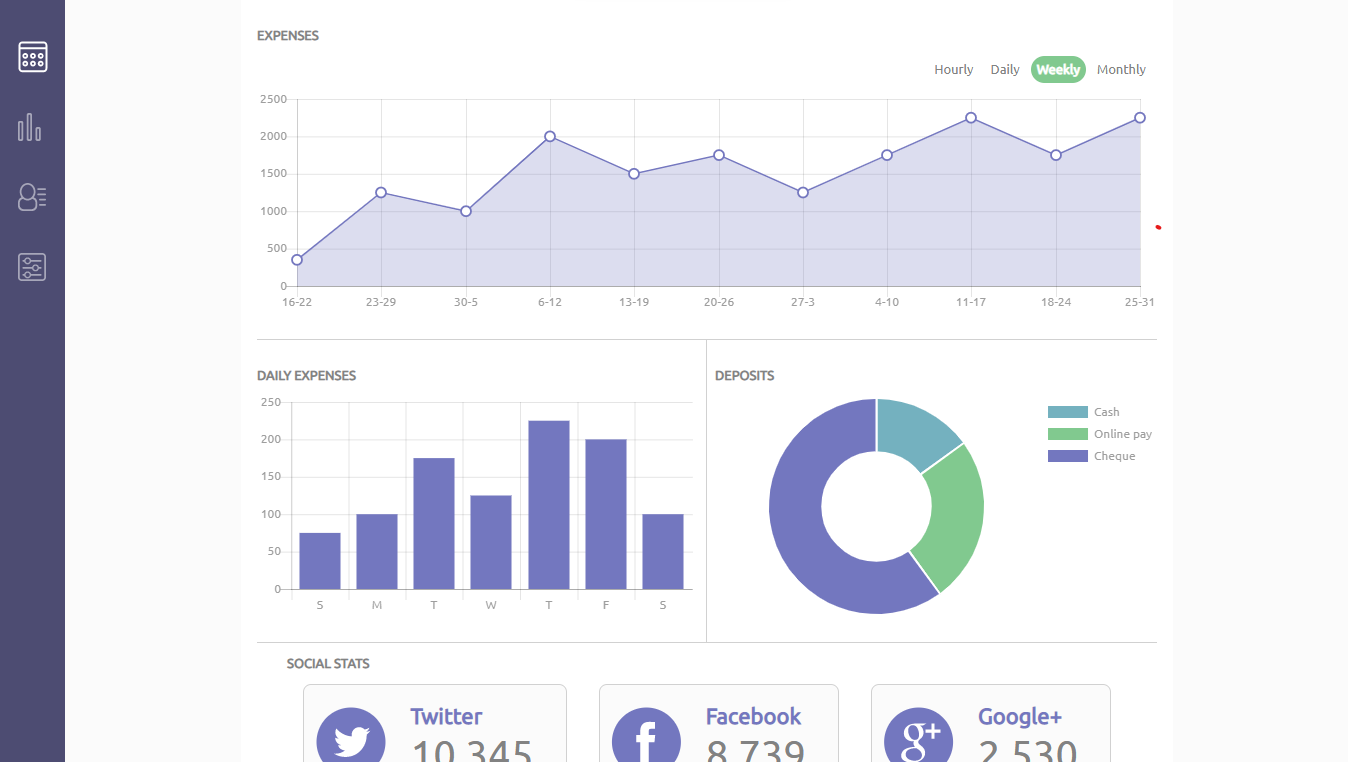 EXPENSES
Hourly Daily Weekly Monthly
2500
2000
1500
1000
500
0
16-22 23-29 30-5 6-12 13-19 20-26 27-3 4-10 11-17 18-24 25-31
DAILY EXPENSES
250
200
150
100
50
0
S M T W T F S
DEPOSITS
Cash
Online pay
Cheque
SOCIAL STATS
Twitter
10,345
Facebook
8,739
Google+
2,530